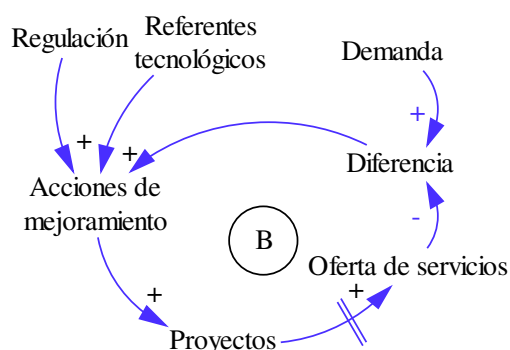 Regulación
Referentes
tecnológicos
Demanda
+
+
+
Diferencia
Acciones de
mejoramiento
-
B
Oferta de servicios
+
+
Proyectos